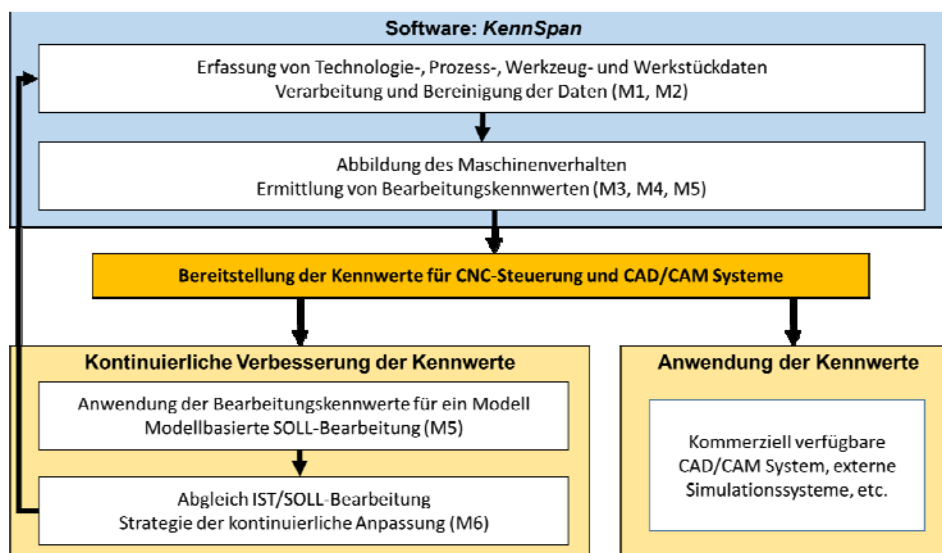 Software: KennSpan
Erfassung von Technologie-, Prozess-, Werkzeug- und Werkstückdaten
Verarbeitung und Bereinigung der Daten (M1, M2)
Abbildung des Maschinenverhalten
Ermittlung von Bearbeitungskennwerten (M3, M4, M5)
Bereitstellung der Kennwerte für CNC-Steuerung und CAD/CAM Systeme
Kontinuierliche Verbesserung der Kennwerte
Anwendung der Bearbeitungskennwerte für ein Modell
Modellbasierte SOLL-Bearbeitung (M5)
Abgleich IST/SOLL-Bearbeitung
Strategie der kontinuierliche Anpassung (M6)
Anwendung der Kennwerte
Kommerziell verfügbare
CAD/CAM System, externe
Simulationssysteme, etc.